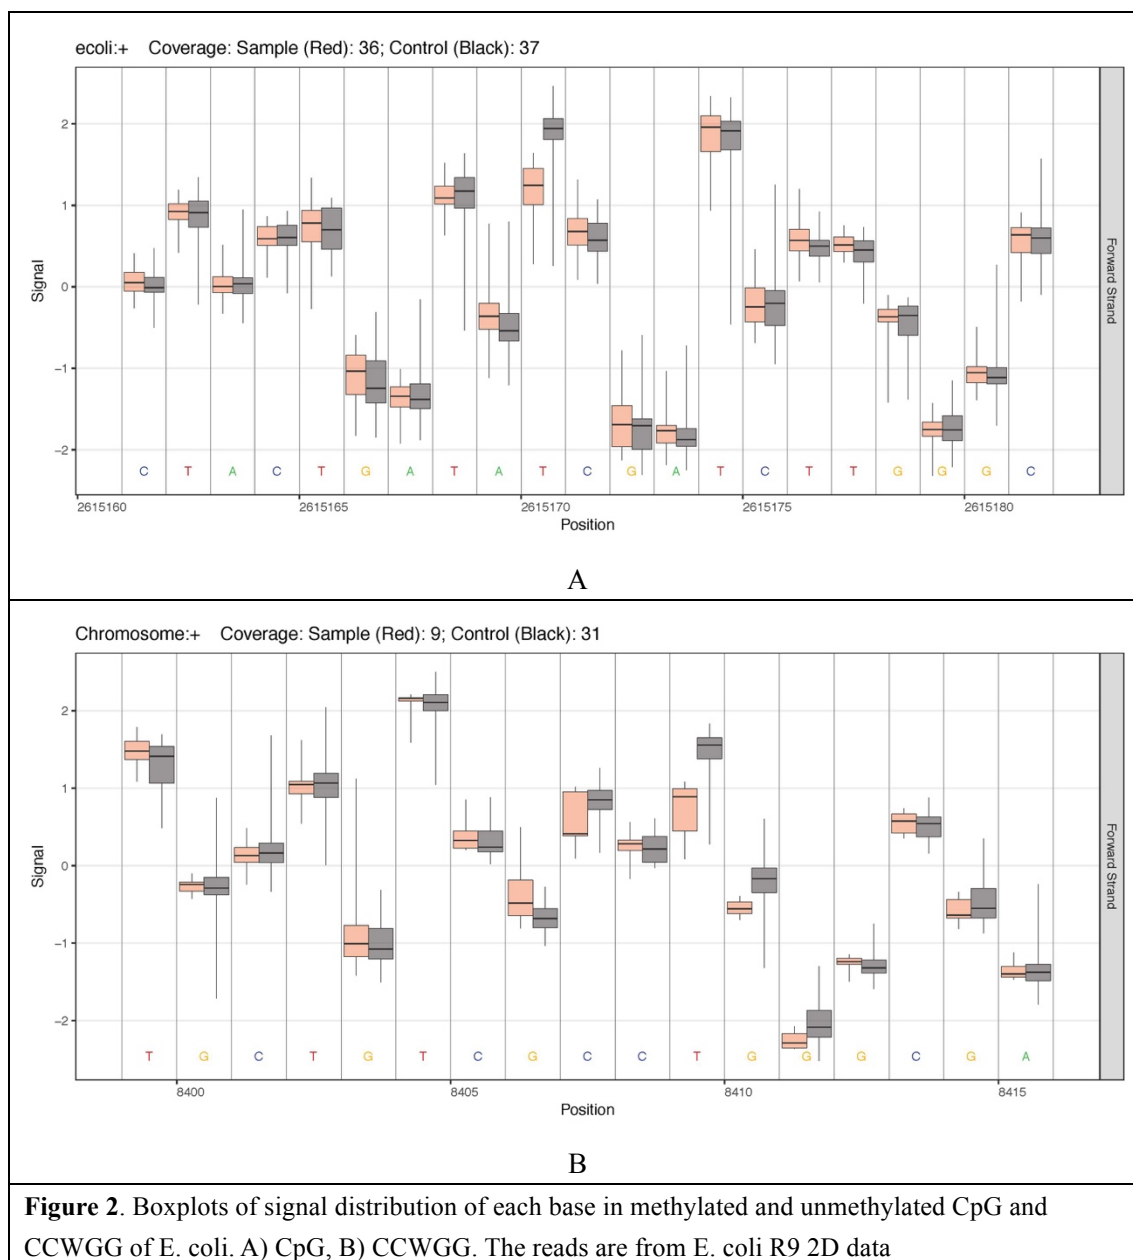 ecoli:+ Coverage: Sample (Red): 36; Control (Black): 37
2
1
0
−1
−2
Signal
Forward Strand
C T A C T G A T A T C G A T C T T G G G C
2615160 2615165 2615170 2615175 2615180
Position
A
Chromosome:+ Coverage: Sample (Red): 9; Control (Black): 31
2
1
0
−1
−2
Signal
Forward Strand
T G C T G T C G C C T G G G C G A
8400 8405 8410 8415
Position
B
Figure 2. Boxplots of signal distribution of each base in methylated and unmethylated CpG and
CCWGG of E. coli. A) CpG, B) CCWGG. The reads are from E. coli R9 2D data